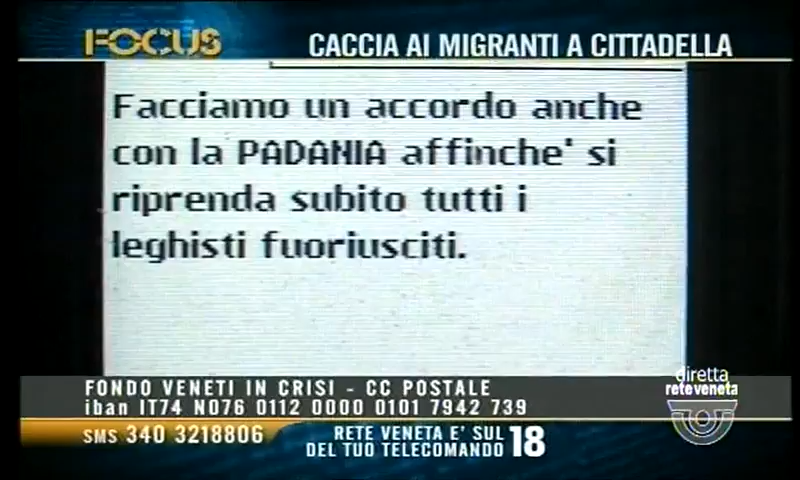 FOCUS
CACCIA AI MIGRANTI A CITTADELLA
Facciamo un accordo anche
con la PADANIA affinche' si
riprenda subito tutti i
leghisti fuoriusciti.
FONDO VENETI IN CRISI - CC POSTALE
iban IT74 N076 0112 0000 0101 7942 739
diretta
reteveneta
SMS 340 3218806
RETE VENETA E' SUL
DEL TUO TELECOMANDO 18